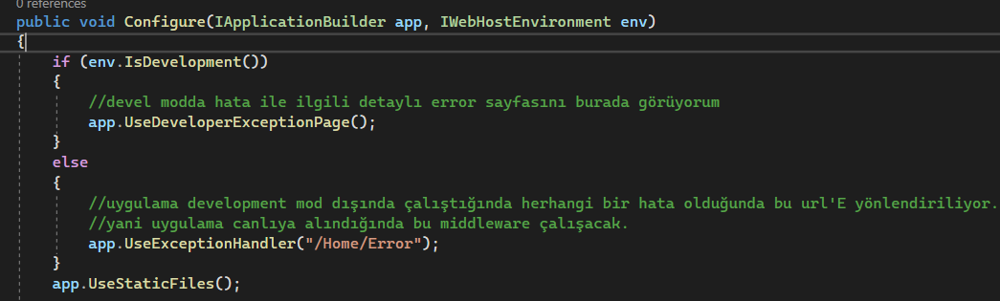 0 references
public void Configure(IApplicationBuilder app, IWebHostEnvironment env)
{
if (env.IsDevelopment())
{
//devel modda hata ile ilgili detaylı error sayfasını burada görüyorum
app.UseDeveloperExceptionPage();
}
else
{
//uygulama development mod dışında çalıştığında herhangi bir hata olduğunda bu url'E yönlendiriliyor.
//yani uygulama canlıya alındığında bu middleware çalışacak.
app.UseExceptionHandler("/Home/Error");
}
app.UseStaticFiles();